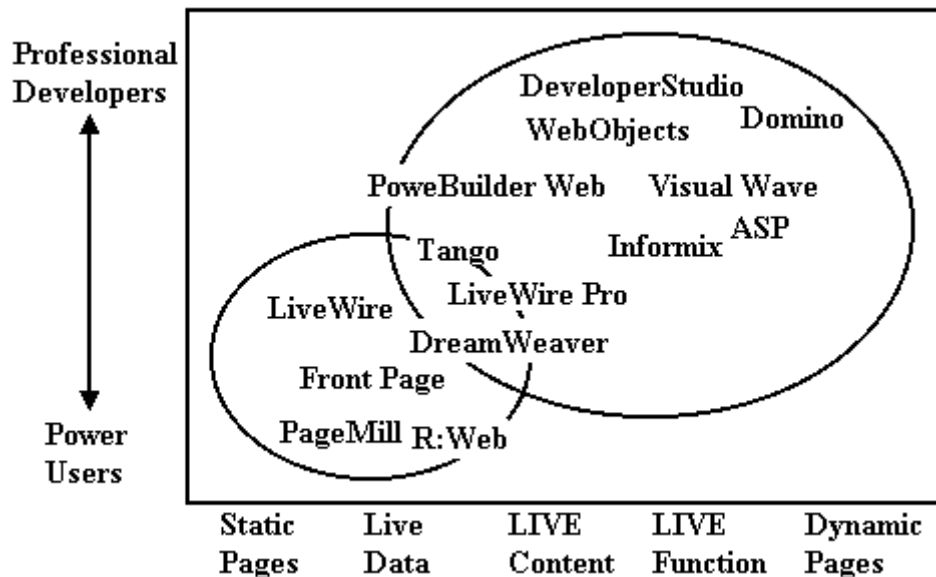 Professional
Developers
DeveloperStudio
WebObjects
Domino
PoweBuilder Web
Visual Wave
ASP
Informix
Tango
LiveWire Pro
LiveWire
DreamWeaver
Front Page
PageMill
R:Web
Power
Users
Static
Pages
Live
Data
LIVE
Content
LIVE
Function
Dynamic
Pages